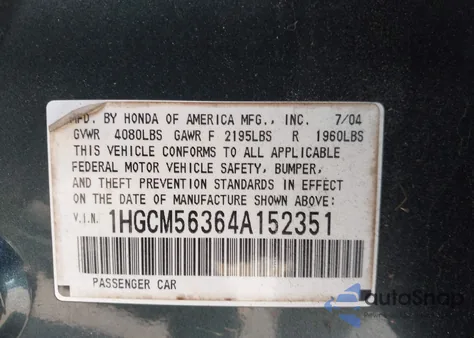 MFD. BY HONDA OF AMERICA MFG., INC. 7/04
GVWR 4080LBS GAWR F 2195LBS R 1960LBS
THIS VEHICLE CONFORMS TO ALL APPLICABLE
FEDERAL MOTOR VEHICLE SAFETY, BUMPER,
AND THEFT PREVENTION STANDARDS IN EFFECT
ON THE DATE OF MANUFACTURE SHOWN ABOVE:
V.I.N. 1HGCM56364A152351
PASSENGER CAR
autoSnap